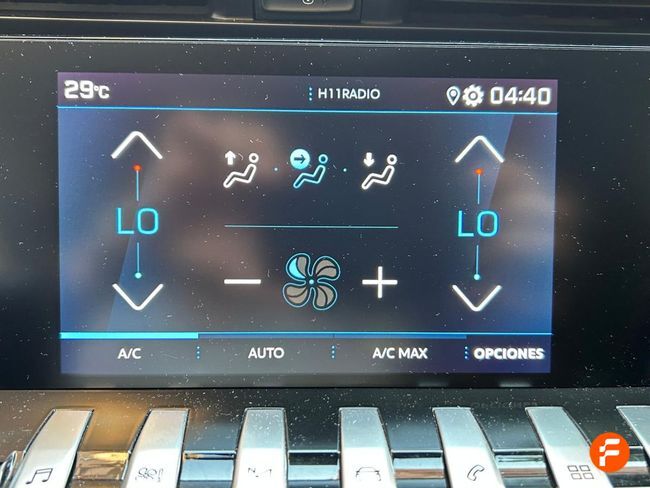 29°C H11RADIO 04:40
LO LO
A/C AUTO A/C MAX OPCIONES